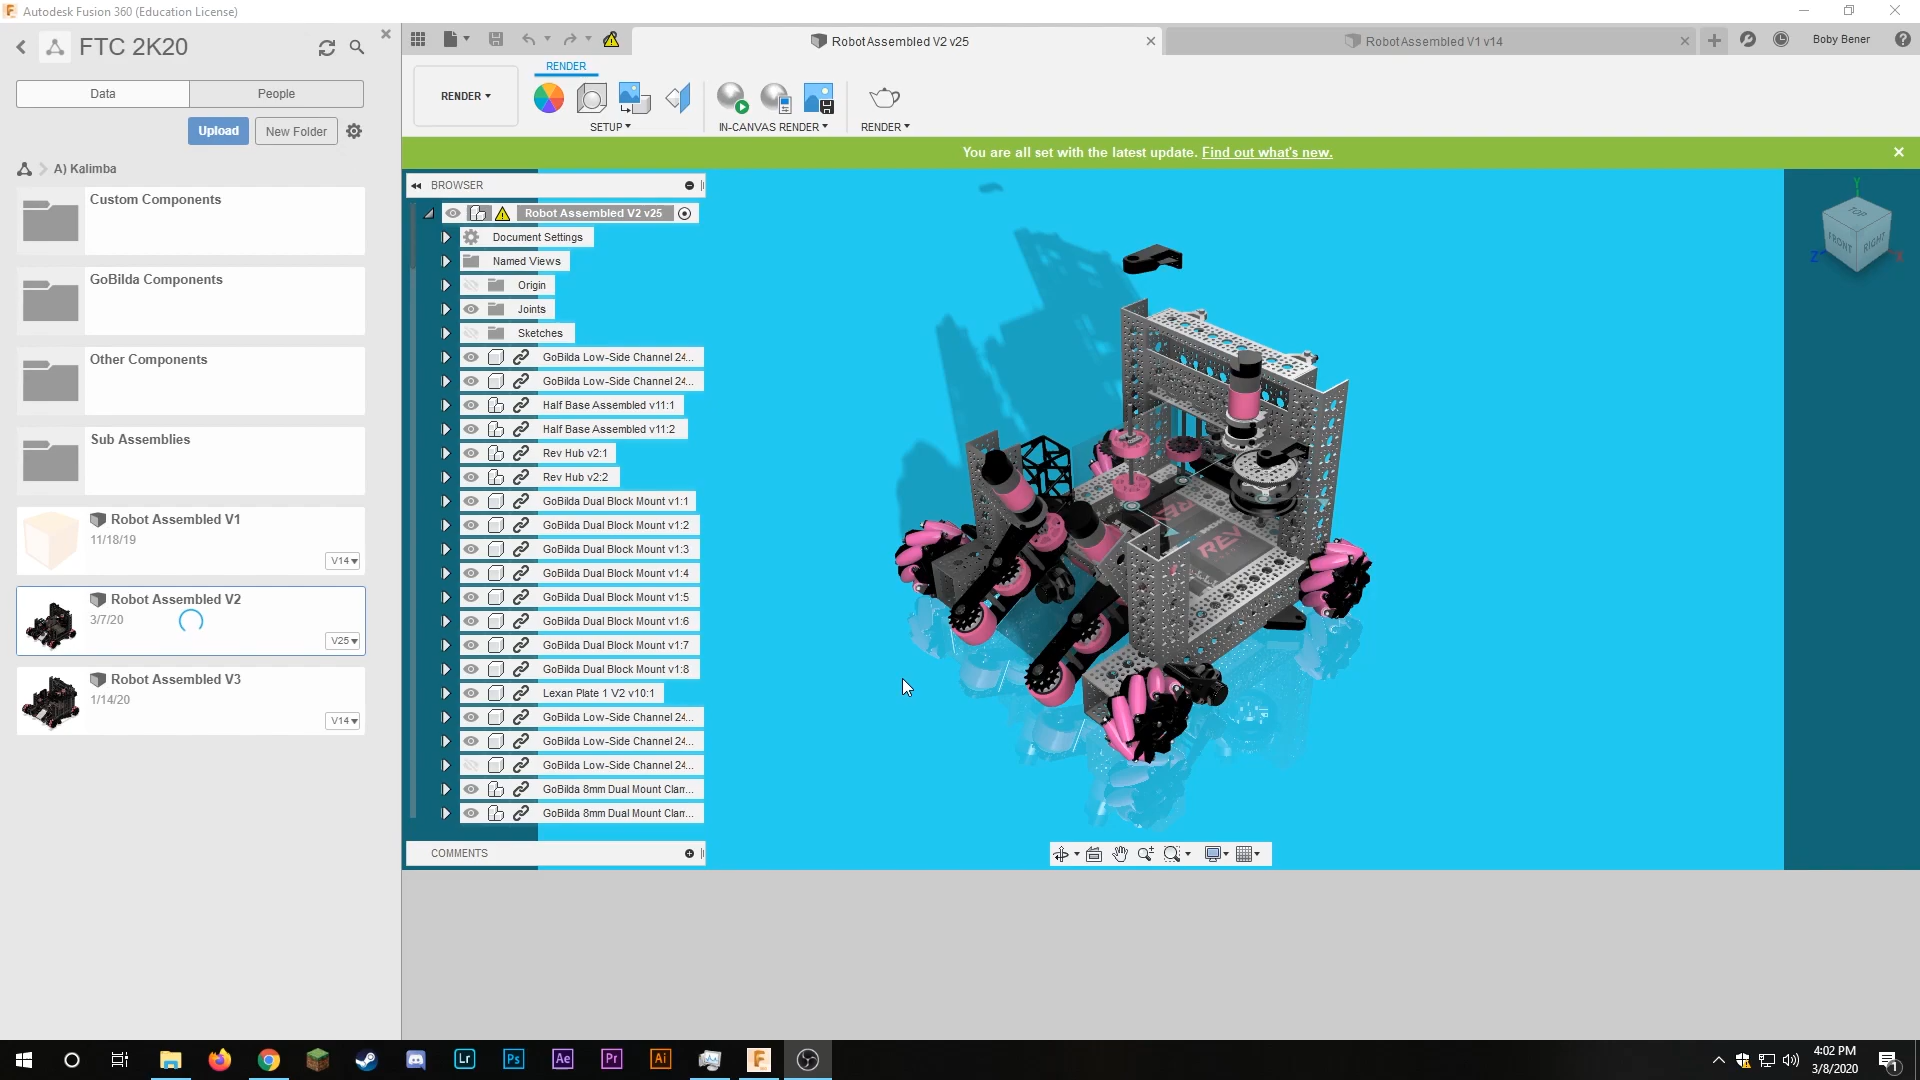 Autodesk Fusion 360 (Education License)
FTC 2K20
Data
People
Upload
New Folder
A) Kalimba
Custom Components
GoBilda Components
Other Components
Sub Assemblies
Robot Assembled V1
11/18/19
V14
Robot Assembled V2
3/7/20
V25
Robot Assembled V3
1/14/20
V14
Robot Assembled V2 v25
Robot Assembled V1 v14
Boby Bener
RENDER
RENDER
SETUP
IN-CANVAS RENDER
RENDER
You are all set with the latest update. Find out what's new.
BROWSER
Robot Assembled V2 v25
Document Settings
Named Views
Origin
Joints
Sketches
GoBilda Low-Side Channel 24...
GoBilda Low-Side Channel 24...
Half Base Assembled v11:1
Half Base Assembled v11:2
Rev Hub v2:1
Rev Hub v2:2
GoBilda Dual Block Mount v1:1
GoBilda Dual Block Mount v1:2
GoBilda Dual Block Mount v1:3
GoBilda Dual Block Mount v1:4
GoBilda Dual Block Mount v1:5
GoBilda Dual Block Mount v1:6
GoBilda Dual Block Mount v1:7
GoBilda Dual Block Mount v1:8
Lexan Plate 1 V2 v10:1
GoBilda Low-Side Channel 24...
GoBilda Low-Side Channel 24...
GoBilda Low-Side Channel 24...
GoBilda 8mm Dual Mount Clam...
GoBilda 8mm Dual Mount Clam...
COMMENTS
Y
TOP
FRONT
RIGHT
Z
REV
REV
Lr
Ps
Ae
Pr
Ai
F
4:02 PM
3/8/2020
1